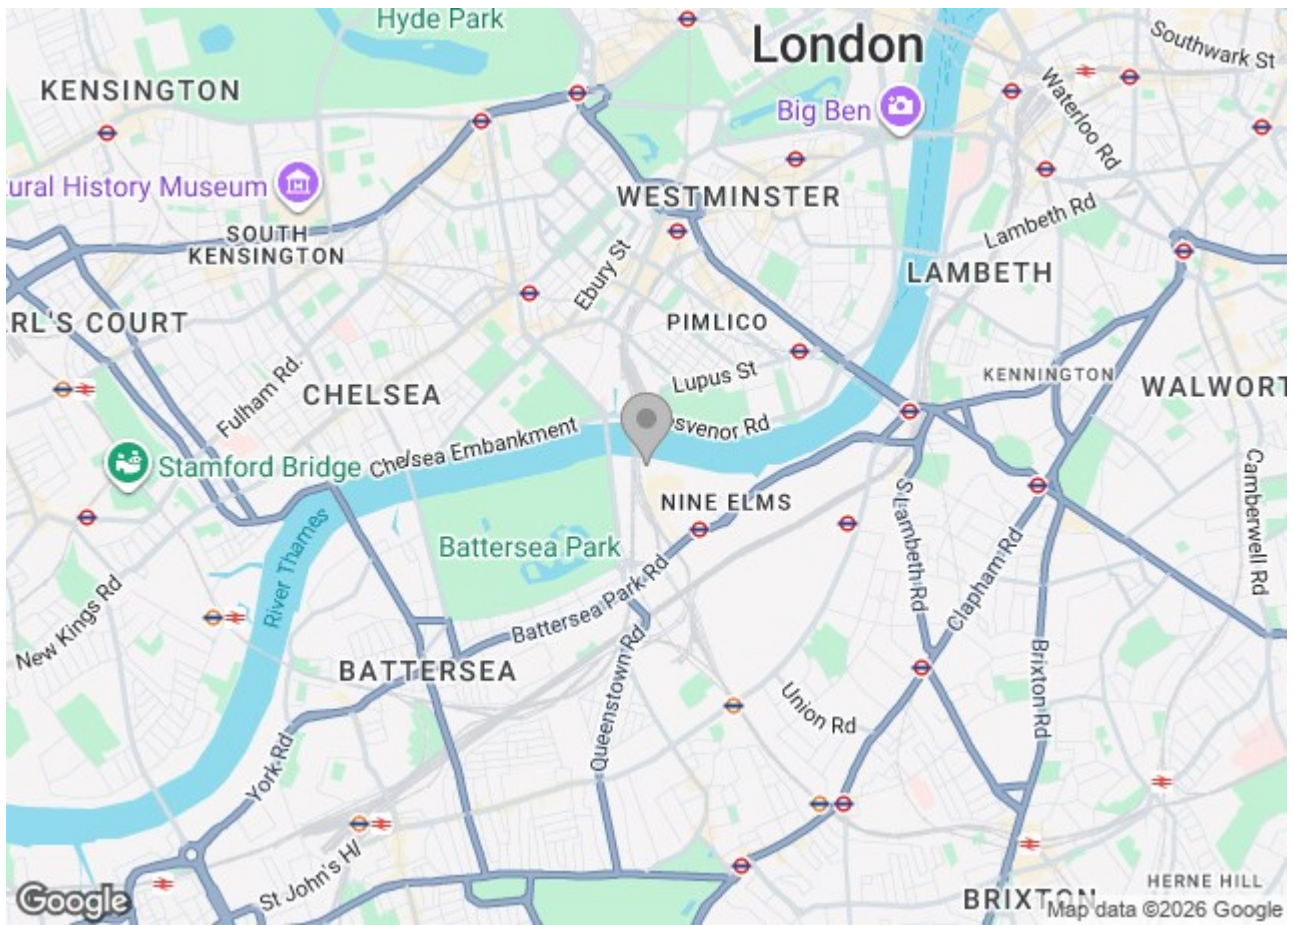 Hyde Park
London
Southwark St
KENSINGTON
Big Ben
Waterloo Rd
ural History Museum
WESTMINSTER
Lambeth Rd
SOUTH
KENSINGTON
Ebury St
LAMBETH
RL'S COURT
PIMLICO
Lupus St
KENNINGTON
Fulham Rd.
CHELSEA
WALWORT
svenor Rd
Chelsea Embankment
Stamford Bridge
NINE ELMS
S Lambeth Rd
Camberwell Rd
Battersea Park
River Thames
Clapham Rd
New Kings Rd
Battersea Park Rd
Queenstown Rd
Brixton Rd
BATTERSEA
Union Rd
York Rd
St John's H
HERNE HILL
BRIXTON
Google
Map data ©2026 Google